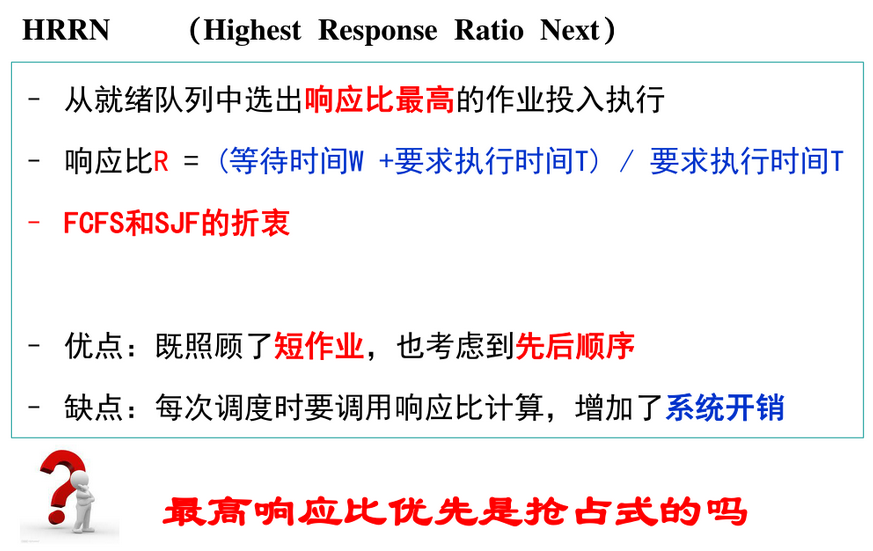 HRRN （Highest Response Ratio Next）
- 从就绪队列中选出响应比最高的作业投入执行
- 响应比R = (等待时间W +要求执行时间T) / 要求执行时间T
- FCFS和SJF的折衷
- 优点：既照顾了短作业，也考虑到先后顺序
- 缺点：每次调度时要调用响应比计算，增加了系统开销
最高响应比优先是抢占式的吗